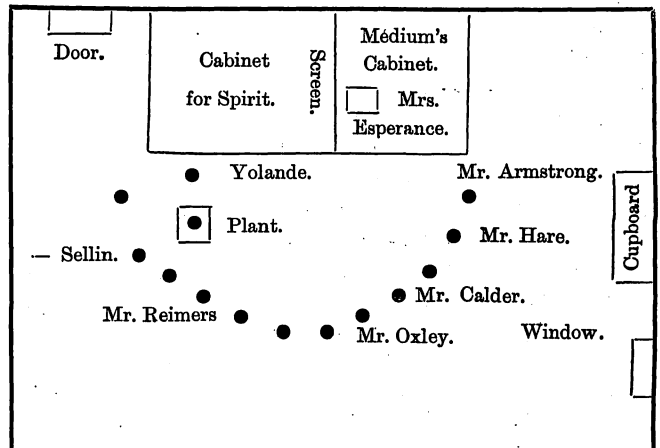 Door.
Cabinet
for Spirit.
Screen.
Médium's
Cabinet.
Mrs.
Esperance.
Yolande.
Mr. Armstrong.
Plant.
Mr. Hare.
Cupboard
— Sellin.
Mr. Calder.
Mr. Reimers
Mr. Oxley.
Window.